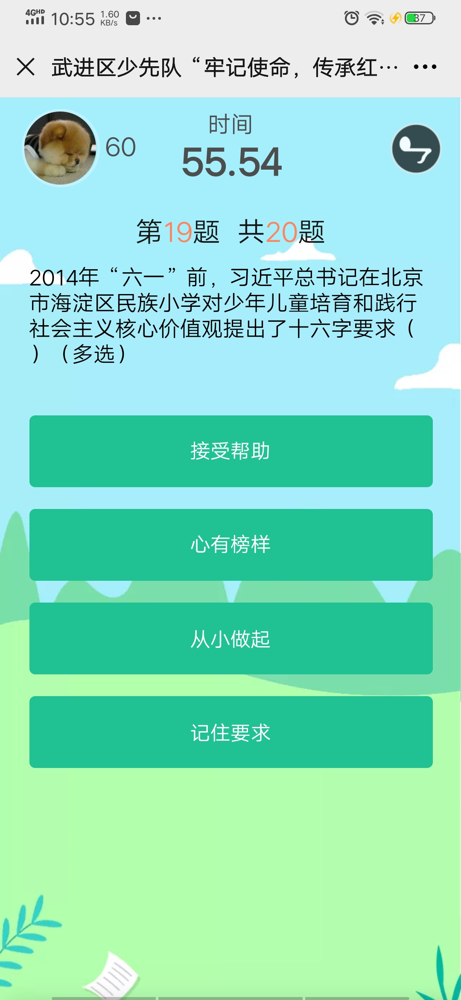 4GHD 10:55 1.60 KB/s 37
武进区少先队“牢记使命，传承红…
时间
60
55.54
第19题 共20题
2014年“六一”前，习近平总书记在北京
市海淀区民族小学对少年儿童培育和践行
社会主义核心价值观提出了十六字要求（
）（多选）
接受帮助
心有榜样
从小做起
记住要求